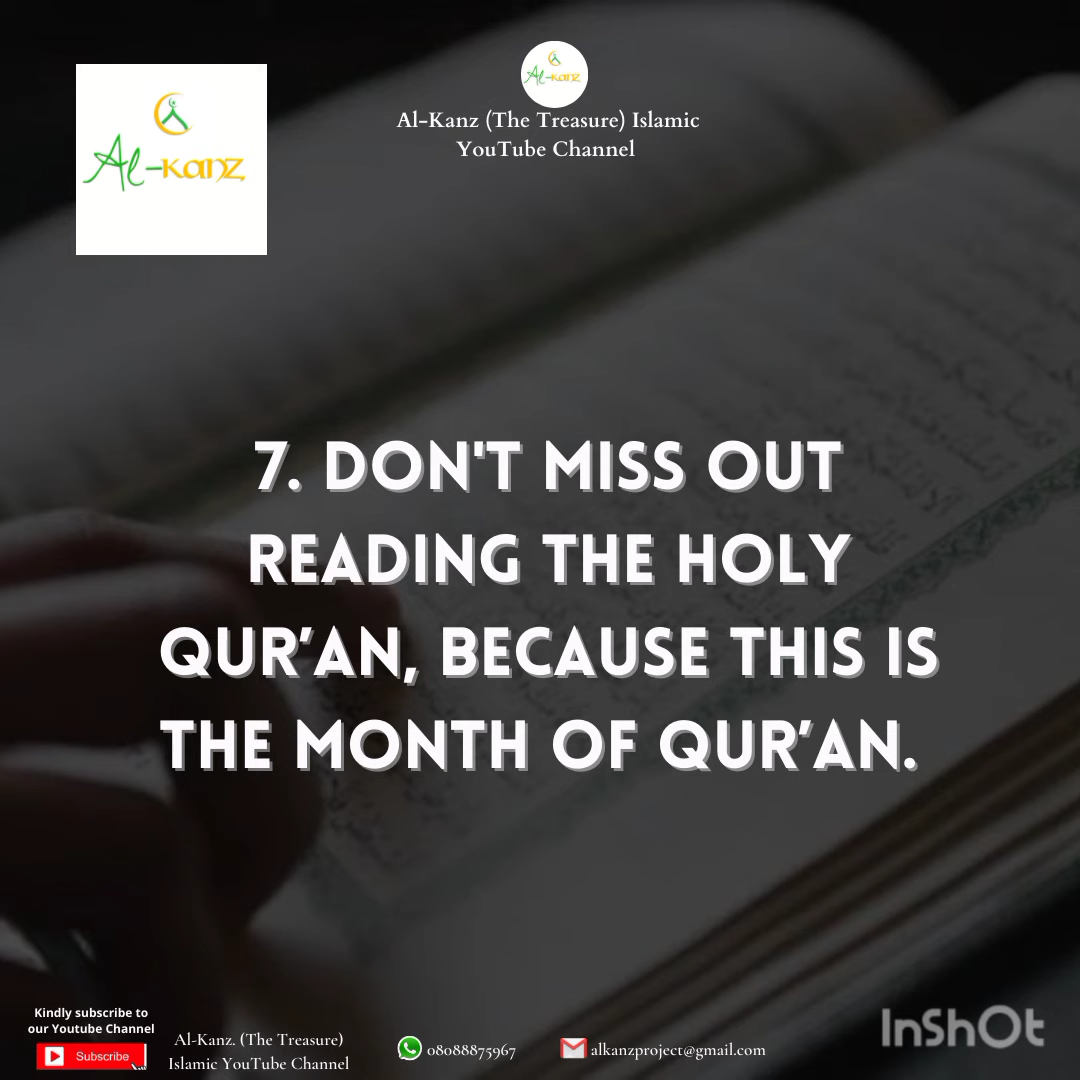 Al-Kanz
Al-Kanz
Al-Kanz (The Treasure) Islamic
YouTube Channel
7. DON'T MISS OUT
READING THE HOLY
QUR’AN, BECAUSE THIS IS
THE MONTH OF QUR’AN.
Kindly subscribe to
our Youtube Channel
Subscribe
Al-Kanz. (The Treasure)
Islamic YouTube Channel
08088875967
alkanzproject@gmail.com
InShOt